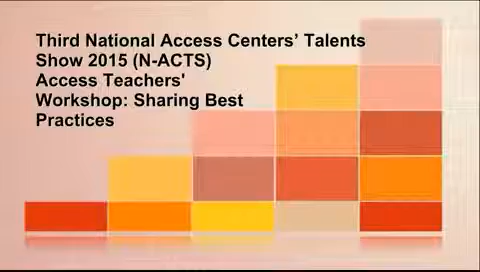 Third National Access Centers’ Talents
Show 2015 (N-ACTS)
Access Teachers'
Workshop: Sharing Best
Practices